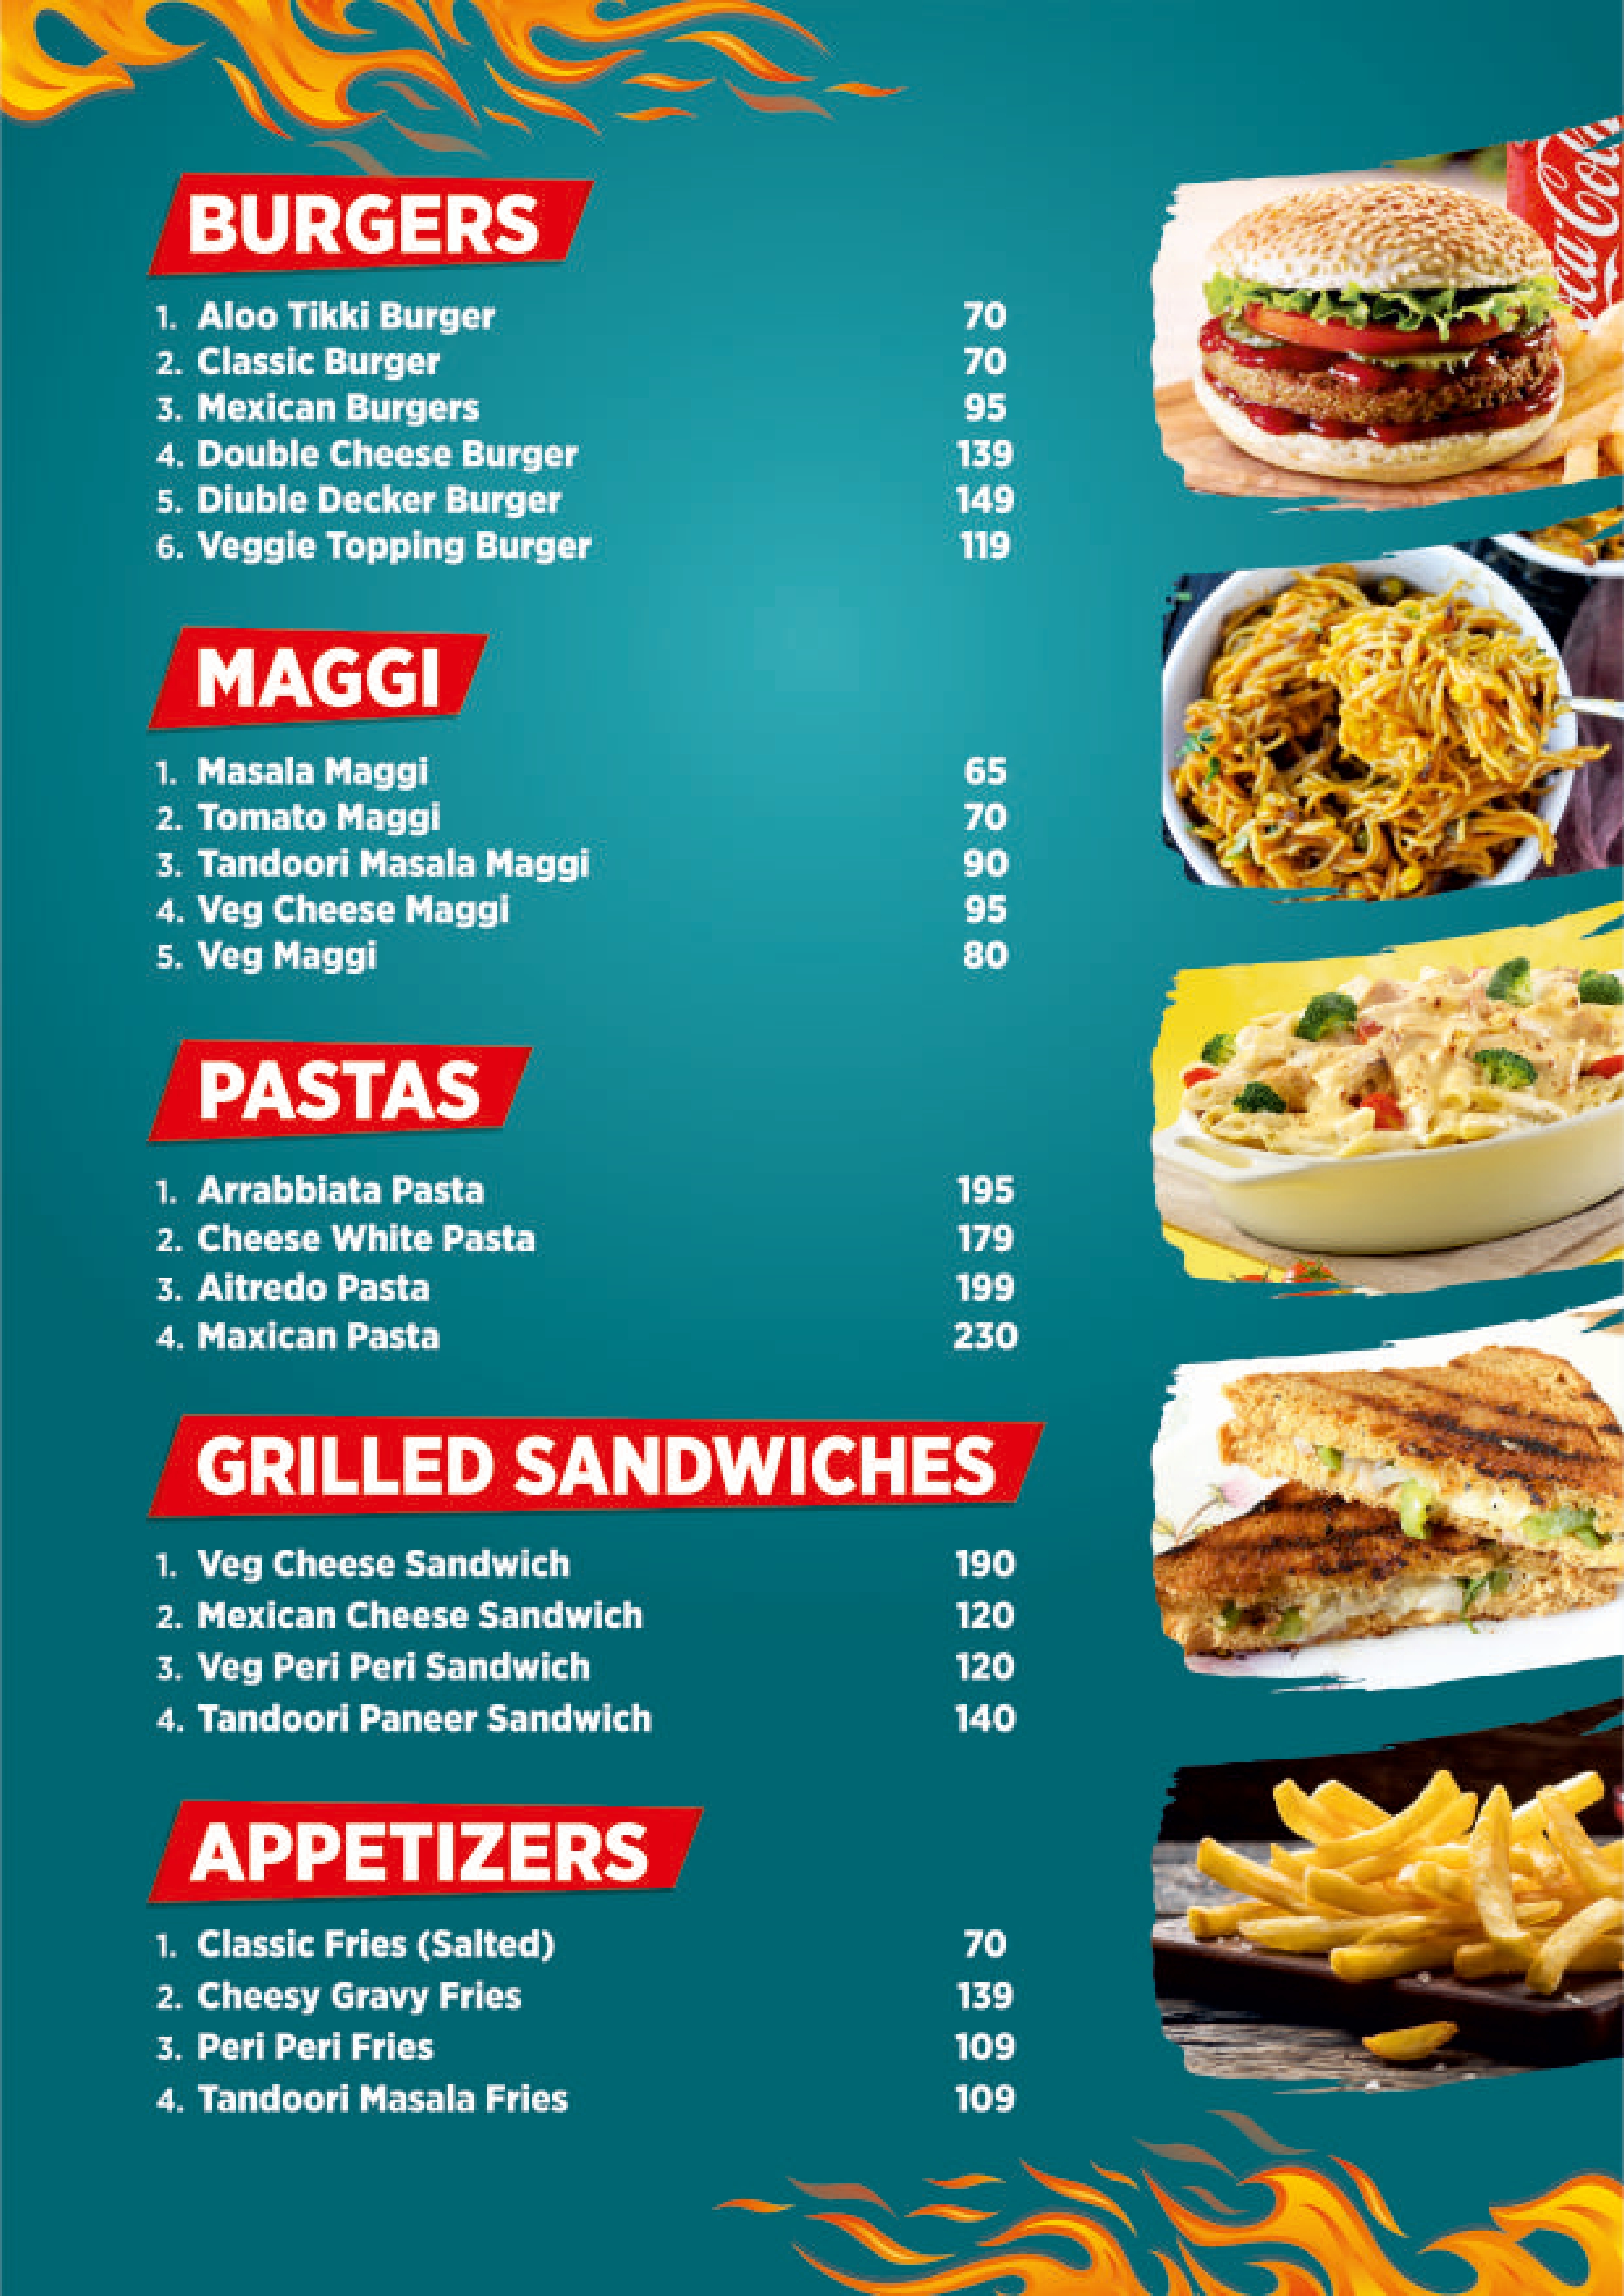 BURGERS
1. Aloo Tikki Burger 70
2. Classic Burger 70
3. Mexican Burgers 95
4. Double Cheese Burger 139
5. Diuble Decker Burger 149
6. Veggie Topping Burger 119
MAGGI
1. Masala Maggi 65
2. Tomato Maggi 70
3. Tandoori Masala Maggi 90
4. Veg Cheese Maggi 95
5. Veg Maggi 80
PASTAS
1. Arrabbiata Pasta 195
2. Cheese White Pasta 179
3. Aitredo Pasta 199
4. Maxican Pasta 230
GRILLED SANDWICHES
1. Veg Cheese Sandwich 190
2. Mexican Cheese Sandwich 120
3. Veg Peri Peri Sandwich 120
4. Tandoori Paneer Sandwich 140
APPETIZERS
1. Classic Fries (Salted) 70
2. Cheesy Gravy Fries 139
3. Peri Peri Fries 109
4. Tandoori Masala Fries 109